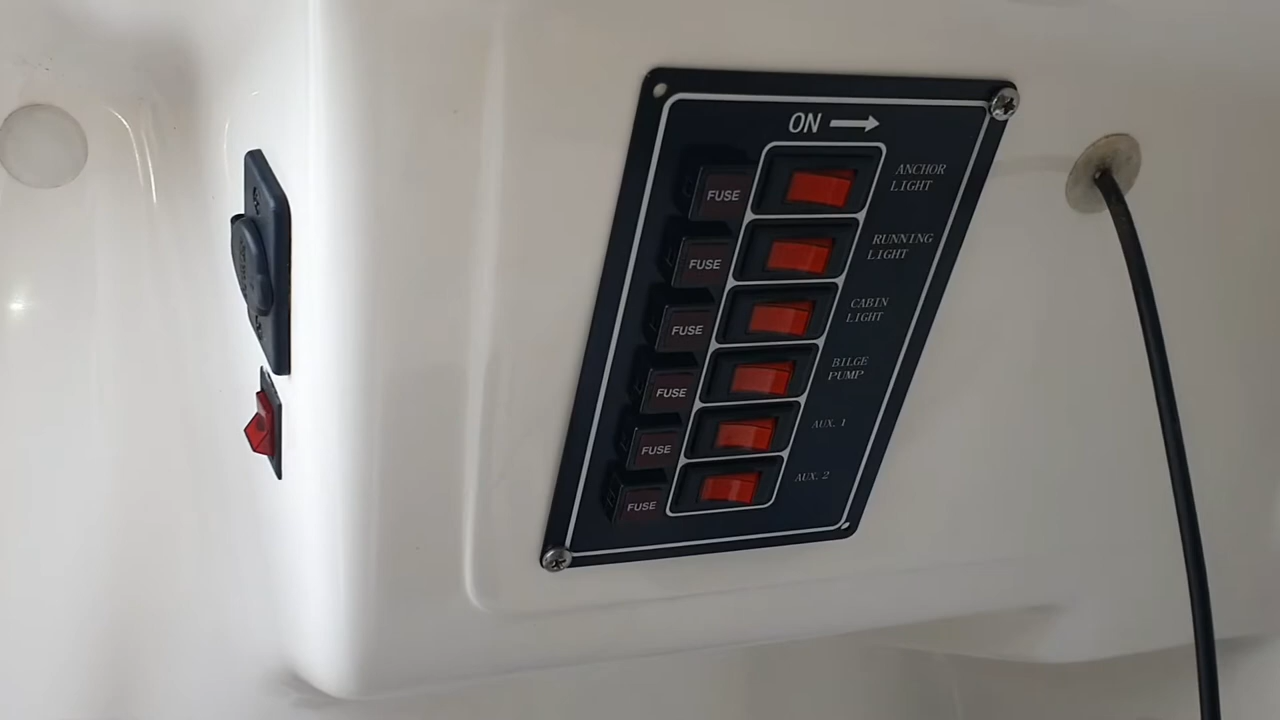 ON
FUSE
ANCHOR
LIGHT
FUSE
RUNNING
LIGHT
FUSE
CABIN
LIGHT
FUSE
BILGE
PUMP
FUSE
AUX. 1
FUSE
AUX. 2